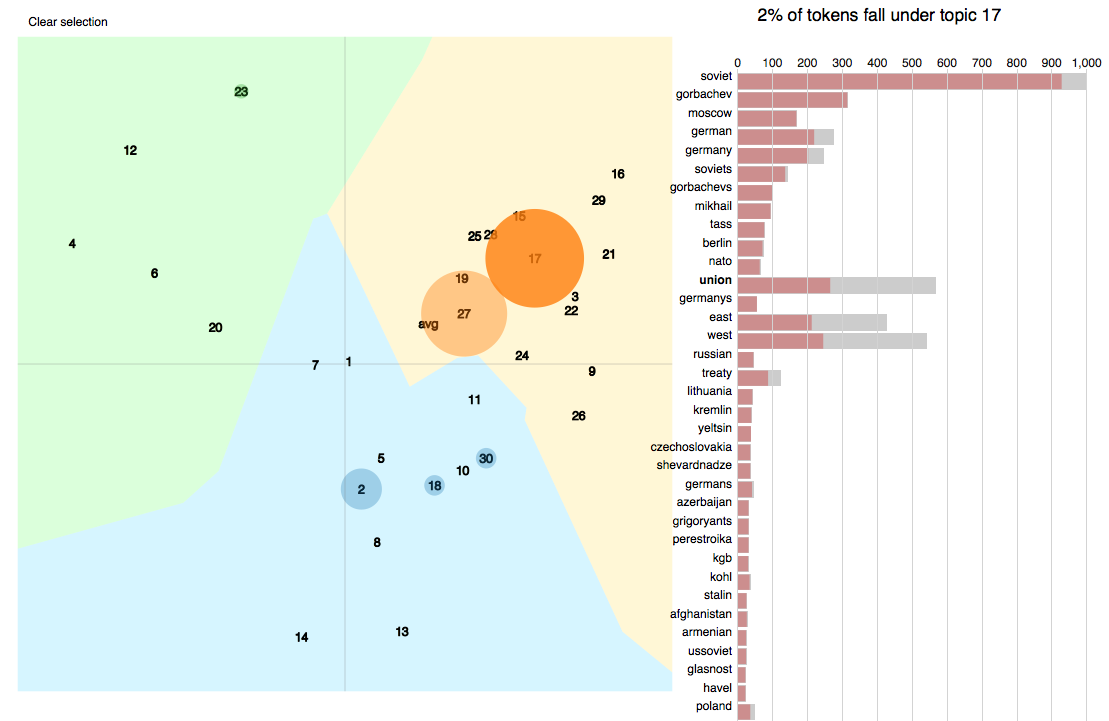 Clear selection
2% of tokens fall under topic 17
23
12
4
6
20
7
1
16
29
15
25 28
17
21
19
3
27
22
avg
24
9
11
26
5
10
30
2
18
8
14
13
0 100 200 300 400 500 600 700 800 900 1,000
soviet
gorbachev
moscow
german
germany
soviets
gorbachevs
mikhail
tass
berlin
nato
union
germanys
east
west
russian
treaty
lithuania
kremlin
yeltsin
czechoslovakia
shevardnadze
germans
azerbaijan
grigoryants
perestroika
kgb
kohl
stalin
afghanistan
armenian
ussoviet
glasnost
havel
poland